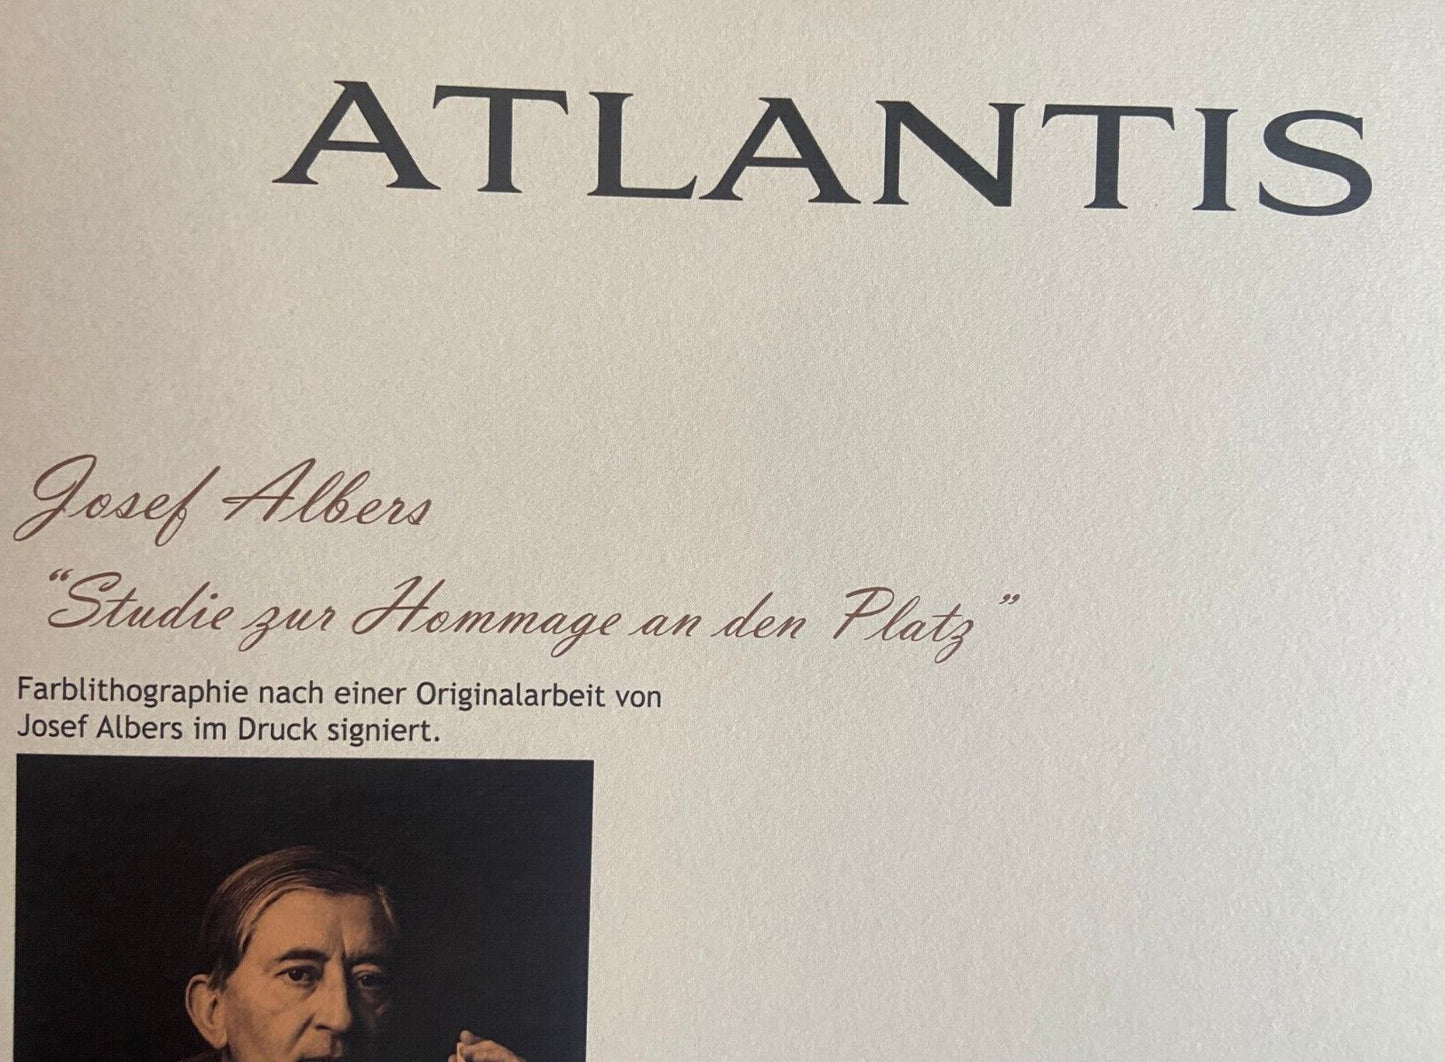 ATLANTIS
Josef Albers
“Studie zur Hommage an den Platz”
Farblithographie nach einer Originalarbeit von
Josef Albers im Druck signiert.